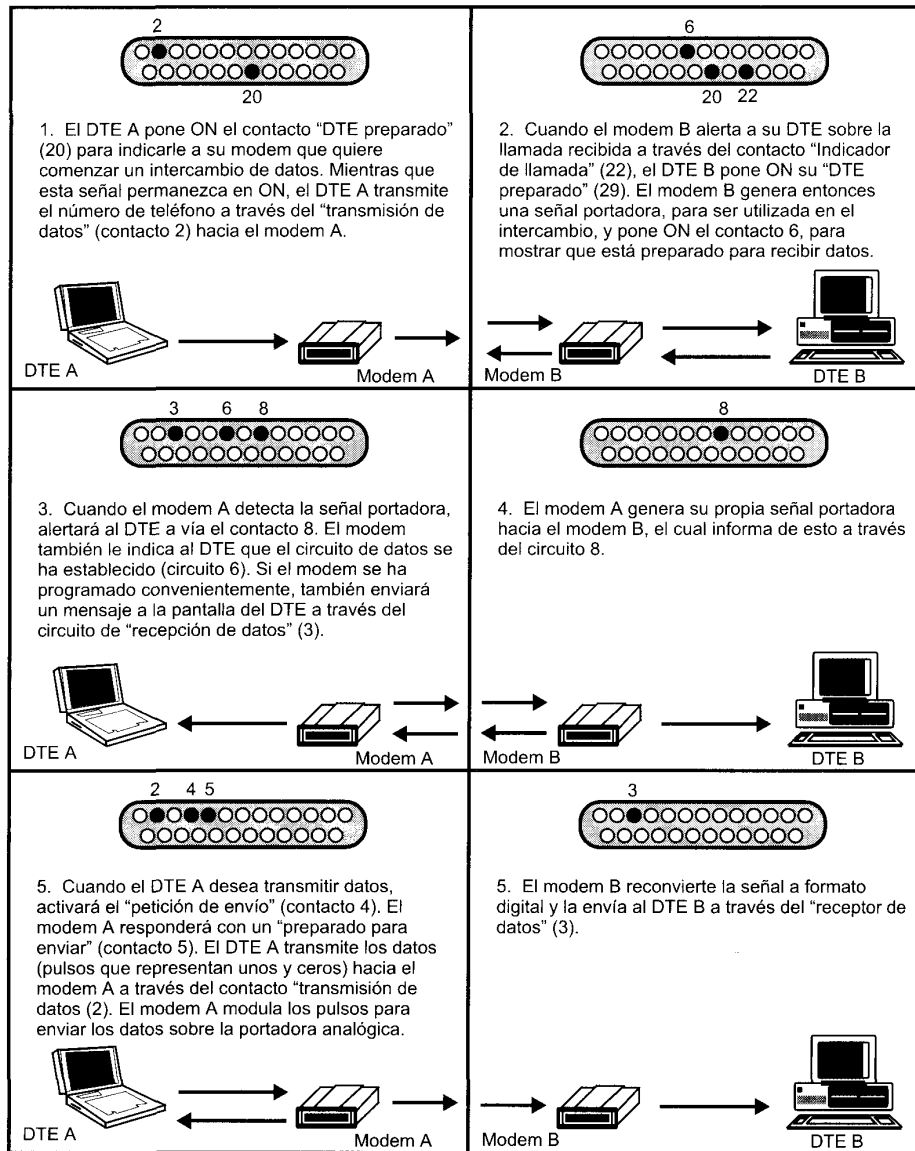 2
20
1. El DTE A pone ON el contacto “DTE preparado”
(20) para indicarle a su modem que quiere
comenzar un intercambio de datos. Mientras que
esta señal permanezca en ON, el DTE A transmite
el número de teléfono a través del “transmisión de
datos” (contacto 2) hacia el modem A.
DTE A
Modem A
6
20 22
2. Cuando el modem B alerta a su DTE sobre la
llamada recibida a través del contacto “Indicador
de llamada” (22), el DTE B pone ON su “DTE
preparado” (29). El modem B genera entonces
una señal portadora, para ser utilizada en el
intercambio, y pone ON el contacto 6, para
mostrar que está preparado para recibir datos.
Modem B
DTE B
3 6 8
3. Cuando el modem A detecta la señal portadora,
alertará al DTE a vía el contacto 8. El modem
también le indica al DTE que el circuito de datos se
ha establecido (circuito 6). Si el modem se ha
programado convenientemente, también enviará
un mensaje a la pantalla del DTE a través del
circuito de “recepción de datos” (3).
DTE A
Modem A
8
4. El modem A genera su propia señal portadora
hacia el modem B, el cual informa de esto a través
del circuito 8.
Modem B
DTE B
2 4 5
5. Cuando el DTE A desea transmitir datos,
activará el “petición de envío” (contacto 4). El
modem A responderá con un “preparado para
enviar” (contacto 5). El DTE A transmite los datos
(pulsos que representan unos y ceros) hacia el
modem A a través del contacto “transmisión de
datos (2). El modem A modula los pulsos para
enviar los datos sobre la portadora analógica.
DTE A
Modem A
3
5. El modem B reconvierte la señal a formato
digital y la envía al DTE B a través del “receptor de
datos” (3).
Modem B
DTE B